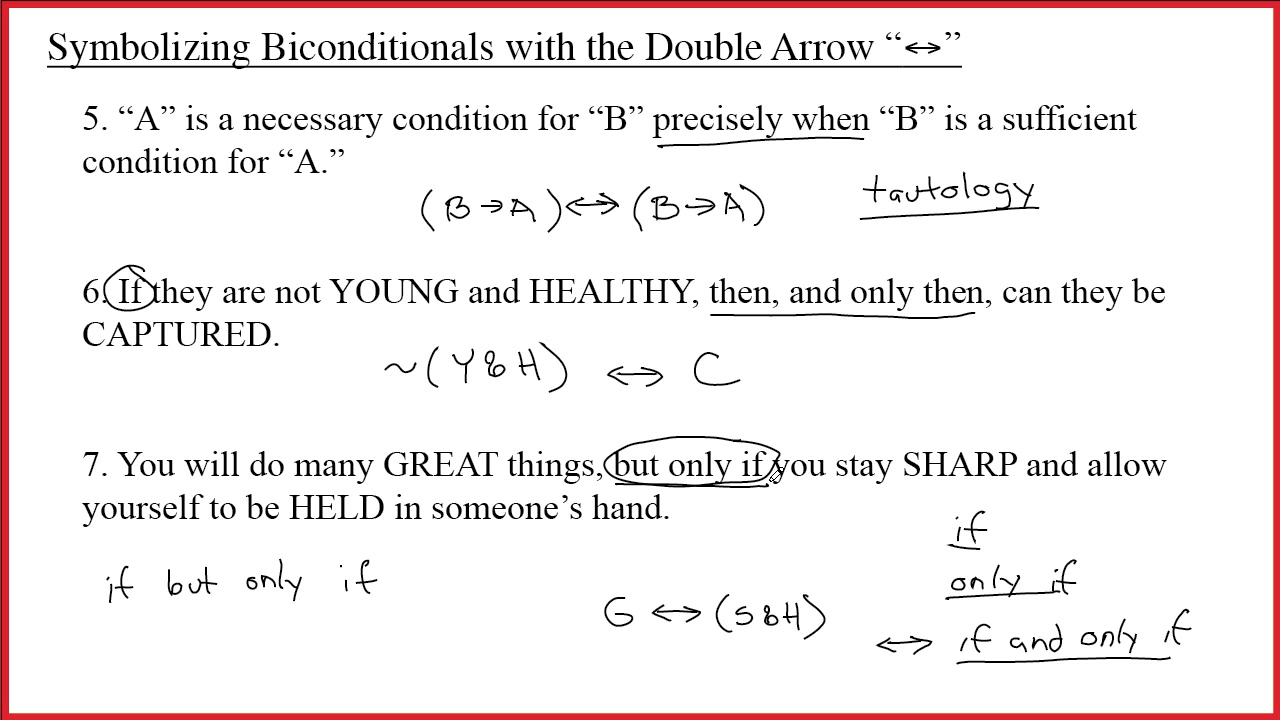 Symbolizing Biconditionals with the Double Arrow “↔”
5. “A” is a necessary condition for “B” precisely when “B” is a sufficient
condition for “A.”
(B→A)↔(B→A)
tautology
6. If they are not YOUNG and HEALTHY, then, and only then, can they be
CAPTURED.
~(Y&H) ↔ C
7. You will do many GREAT things, but only if you stay SHARP and allow
yourself to be HELD in someone’s hand.
if but only if
G ↔ (S&H)
if
only if
↔ if and only if